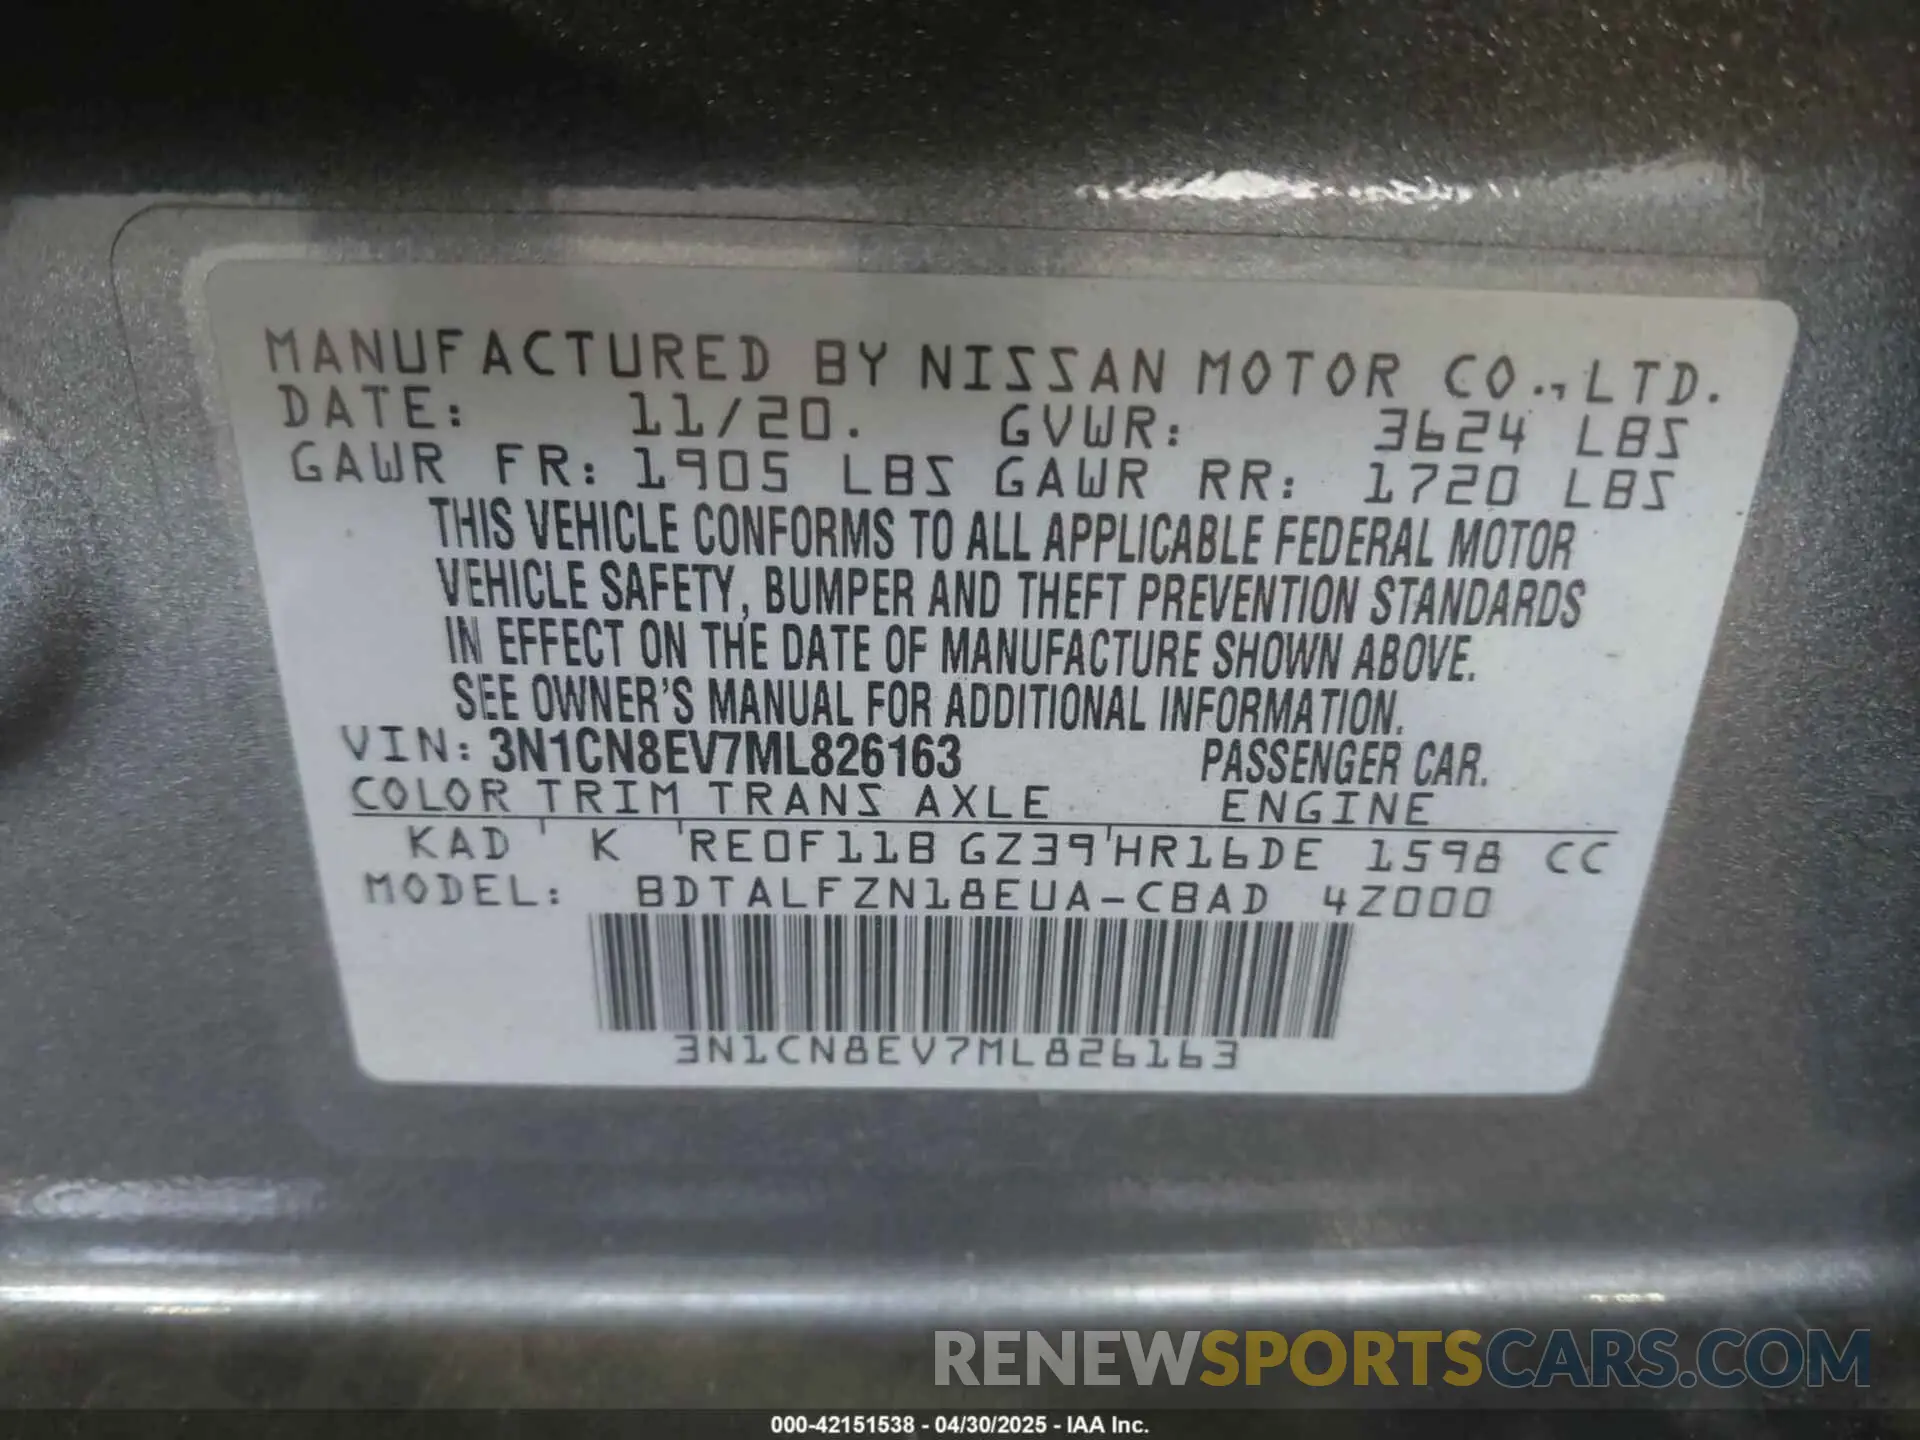 MANUFACTURED BY NISSAN MOTOR CO.,LTD.
DATE: 11/20. GVWR: 3624 LBS
GAWR FR: 1905 LBS GAWR RR: 1720 LBS
THIS VEHICLE CONFORMS TO ALL APPLICABLE FEDERAL MOTOR
VEHICLE SAFETY, BUMPER AND THEFT PREVENTION STANDARDS
IN EFFECT ON THE DATE OF MANUFACTURE SHOWN ABOVE.
SEE OWNER'S MANUAL FOR ADDITIONAL INFORMATION.
VIN: 3N1CN8EV7ML826163 PASSENGER CAR.
COLOR TRIM TRANS AXLE ENGINE
KAD K RE0F11B GZ39 HR16DE 1598 CC
MODEL: BDTALFZN18EUA-CBAD 4Z000
3N1CN8EV7ML826163
RENEWSPORTSCARS.COM
000-42151538 - 04/30/2025 - IAA Inc.